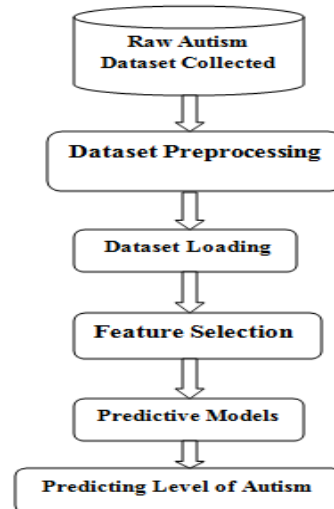 Raw Autism
Dataset Collected
Dataset Preprocessing
Dataset Loading
Feature Selection
Predictive Models
Predicting Level of Autism